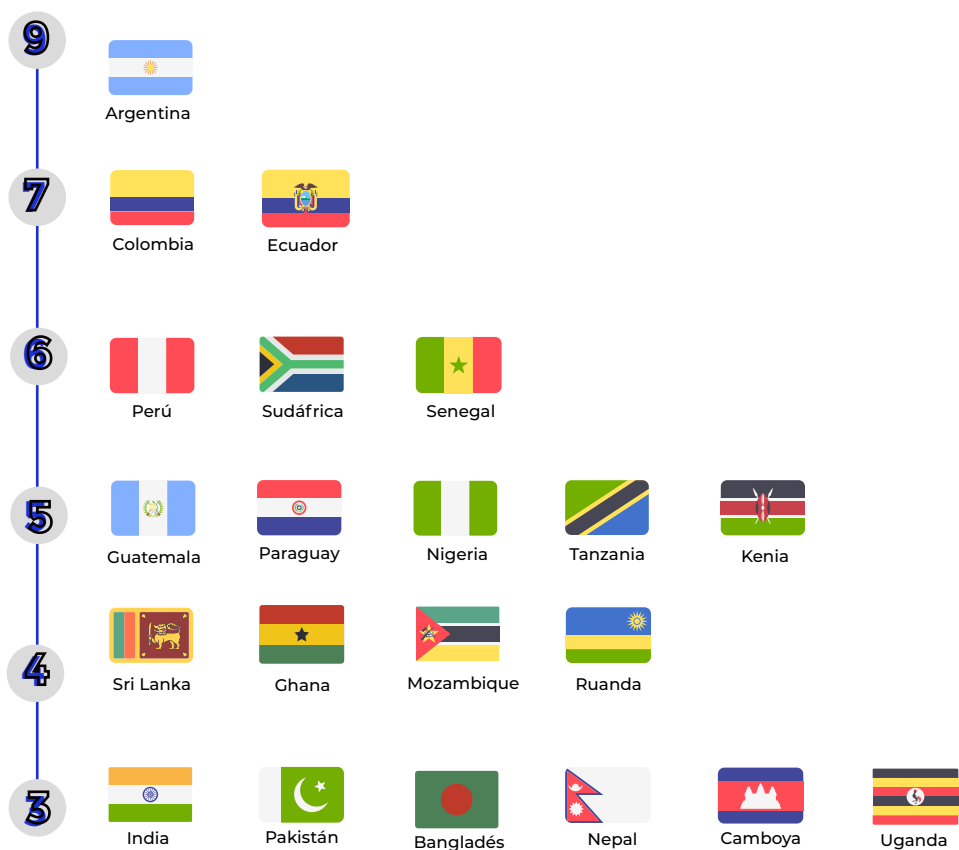 9
Argentina
7
Colombia
Ecuador
6
Perú
Sudáfrica
Senegal
5
Guatemala
Paraguay
Nigeria
Tanzania
Kenia
4
Sri Lanka
Ghana
Mozambique
Ruanda
3
India
Pakistán
Bangladés
Nepal
Camboya
Uganda